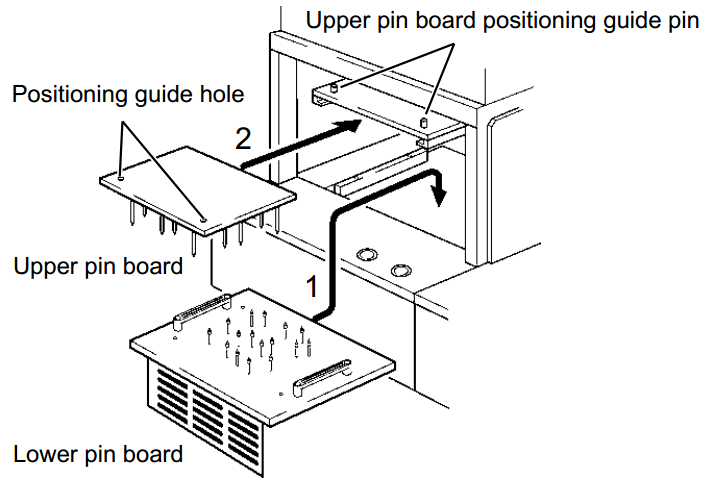 Upper pin board positioning guide pin
Positioning guide hole
2
Upper pin board
1
Lower pin board